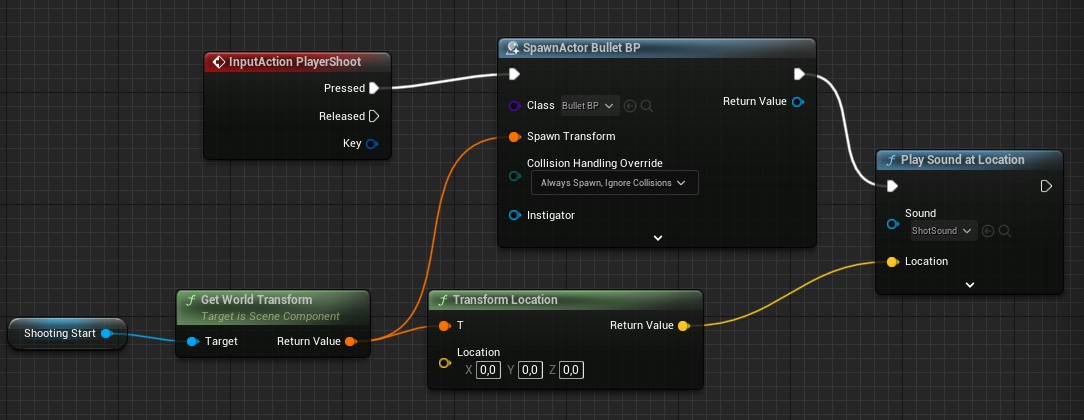 InputAction PlayerShoot
Pressed
Released
Key
SpawnActor Bullet BP
Class Bullet BP
Return Value
Spawn Transform
Collision Handling Override
Always Spawn, Ignore Collisions
Instigator
Play Sound at Location
Sound
ShotSound
Location
Shooting Start
f Get World Transform
Target is Scene Component
Target Return Value
f Transform Location
T Return Value
Location
X 0,0 Y 0,0 Z 0,0